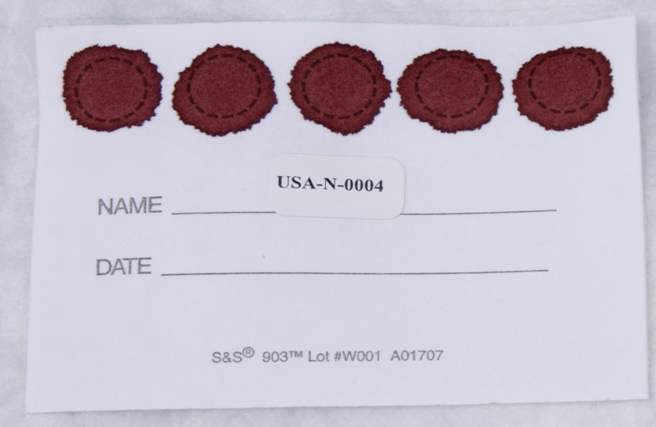 USA-N-0004
NAME
DATE
S&S® 903™ Lot #W001 A01707